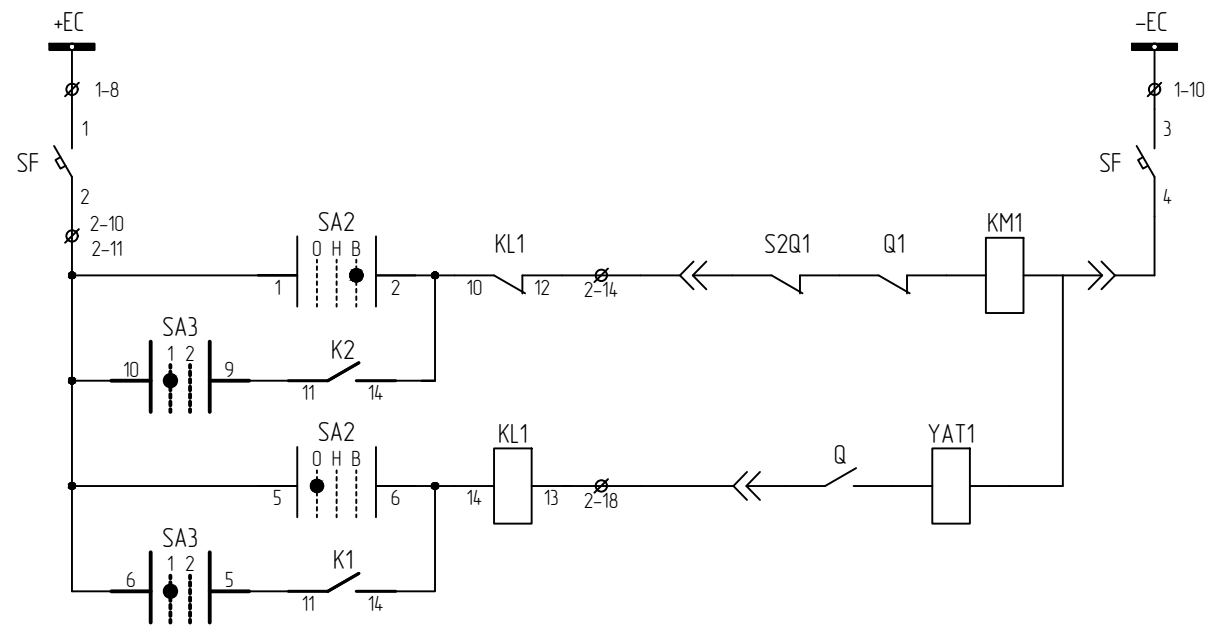 +EC –EC
1–8 1–10
1 3
SF SF
2 4
2–10
2–11
SA2 KL1 S2Q1 Q1 KM1
О Н В
1 2 10 12 2–14
SA3 K2
1 2
10 9 11 14
SA2 KL1 Q YAT1
О Н В
5 6 14 13 2–18
SA3 K1
1 2
6 5 11 14